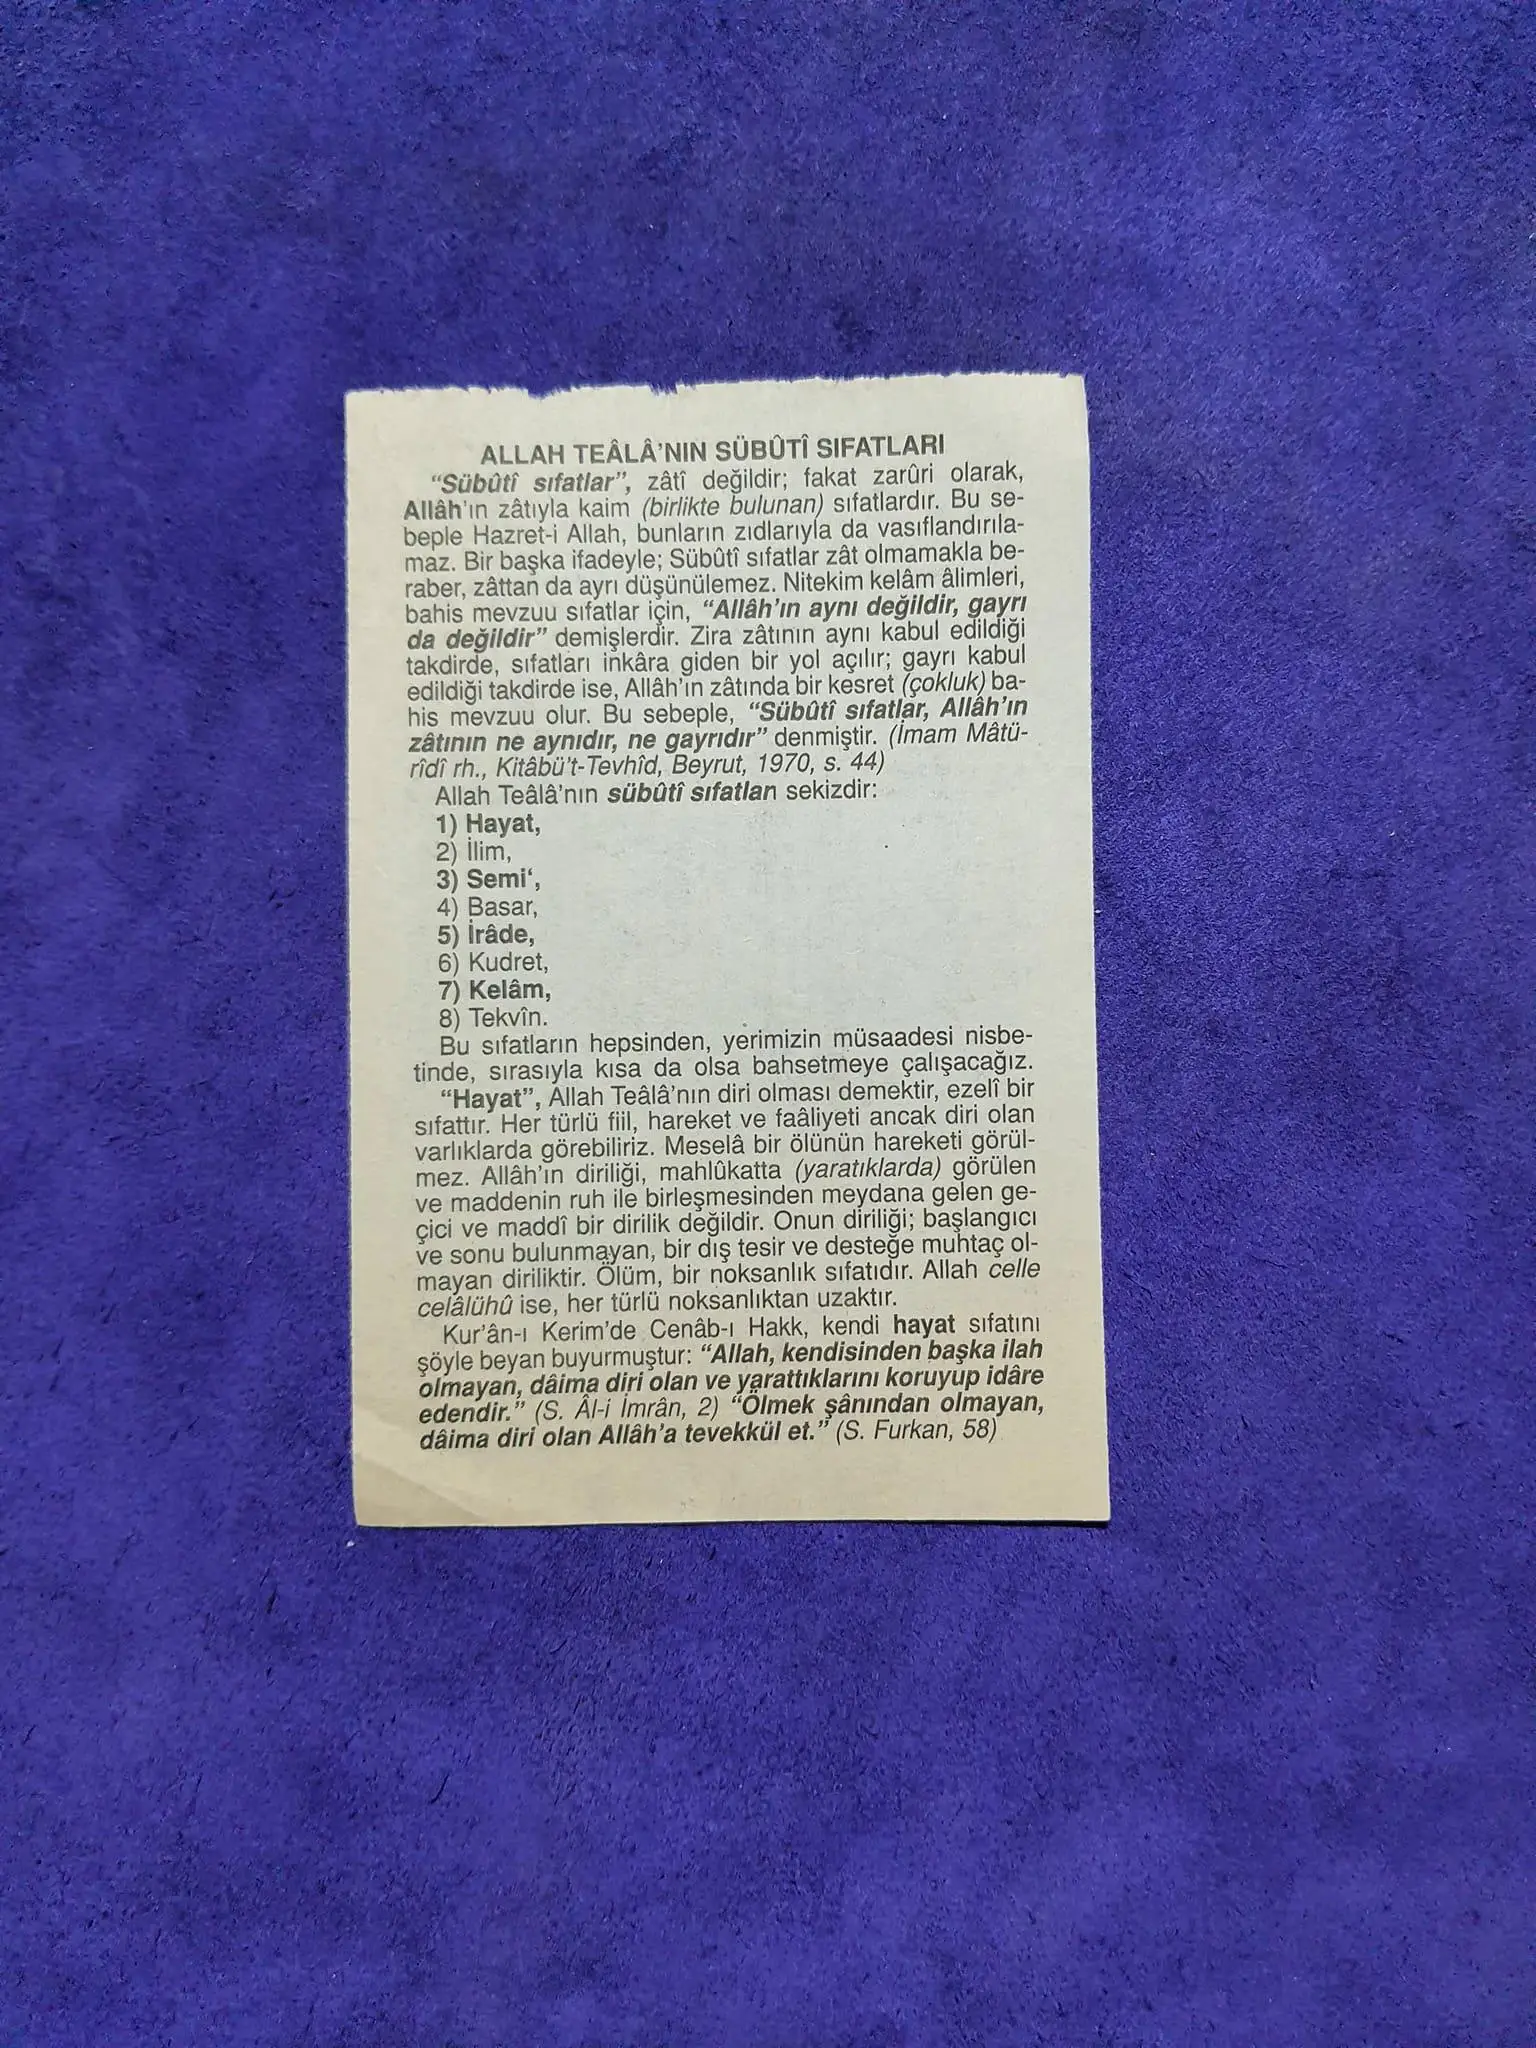 ALLAH TEÂLÂ'NIN SÜBÛTÎ SIFATLARI
“Sübûtî sıfatlar”, zâtî değildir; fakat zarûri olarak,
Allâh'ın zâtıyla kaim (birlikte bulunan) sıfatlardır. Bu se-
beple Hazret-i Allah, bunların zıdlarıyla da vasıflandırıla-
maz. Bir başka ifadeyle; Sübûtî sıfatlar zât olmamakla be-
raber, zâttan da ayrı düşünülemez. Nitekim kelâm âlimleri,
bahis mevzuu sıfatlar için, “Allâh'ın aynı değildir, gayrı
da değildir” demişlerdir. Zira zâtının aynı kabul edildiği
takdirde, sıfatları inkâra giden bir yol açılır; gayrı kabul
edildiği takdirde ise, Allâh'ın zâtında bir kesret (çokluk) ba-
his mevzuu olur. Bu sebeple, “Sübûtî sıfatlar, Allâh'ın
zâtının ne aynıdır, ne gayrıdır” denmiştir. (İmam Mâtü-
rîdî rh., Kitâbü't-Tevhîd, Beyrut, 1970, s. 44)
Allah Teâlâ'nın sübûtî sıfatları sekizdir:
1) Hayat,
2) İlim,
3) Semi‘,
4) Basar,
5) İrâde,
6) Kudret,
7) Kelâm,
8) Tekvîn.
Bu sıfatların hepsinden, yerimizin müsaadesi nisbe-
tinde, sırasıyla kısa da olsa bahsetmeye çalışacağız.
“Hayat”, Allah Teâlâ'nın diri olması demektir, ezelî bir
sıfattır. Her türlü fiil, hareket ve faâliyeti ancak diri olan
varlıklarda görebiliriz. Meselâ bir ölünün hareketi görül-
mez. Allâh'ın diriliği, mahlûkatta (yaratıklarda) görülen
ve maddenin ruh ile birleşmesinden meydana gelen ge-
çici ve maddî bir dirilik değildir. Onun diriliği; başlangıcı
ve sonu bulunmayan, bir dış tesir ve desteğe muhtaç ol-
mayan diriliktir. Ölüm, bir noksanlık sıfatıdır. Allah celle
celâlühû ise, her türlü noksanlıktan uzaktır.
Kur'ân-ı Kerim'de Cenâb-ı Hakk, kendi hayat sıfatını
şöyle beyan buyurmuştur: “Allah, kendisinden başka ilah
olmayan, dâima diri olan ve yarattıklarını koruyup idâre
edendir.” (S. Âl-i İmrân, 2) “Ölmek şânından olmayan,
dâima diri olan Allâh'a tevekkül et.” (S. Furkan, 58)